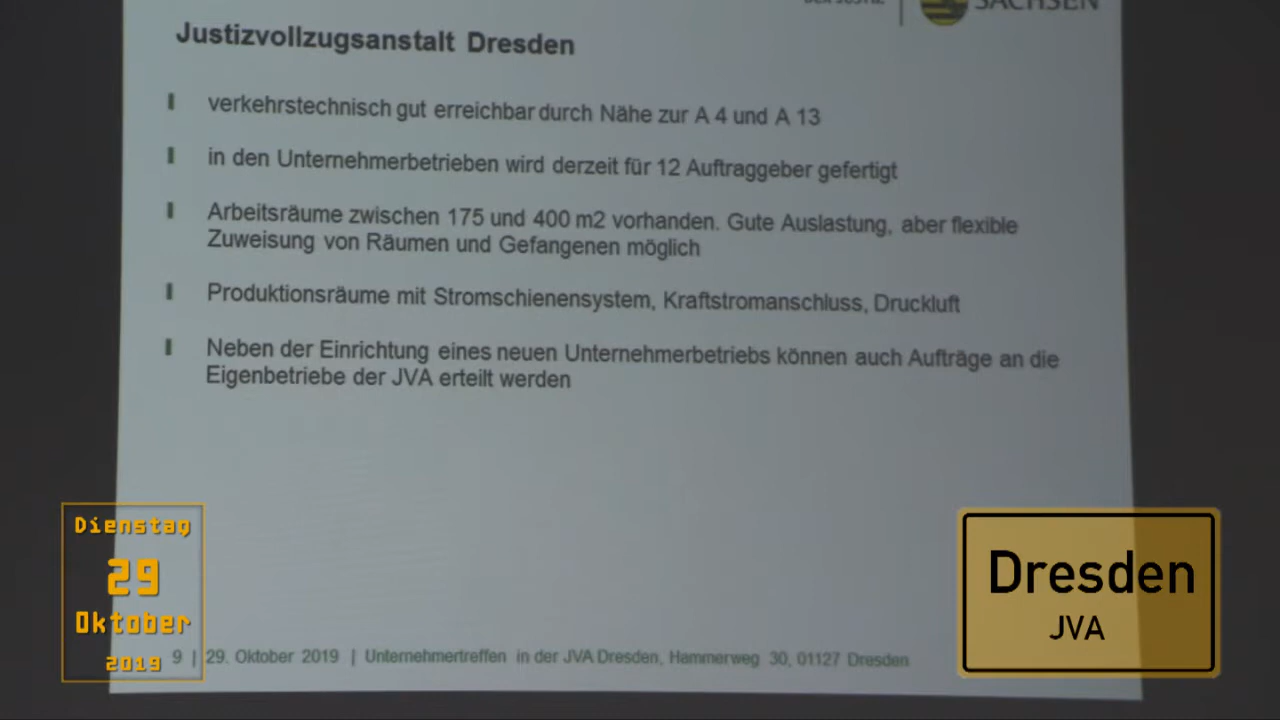 SACHSEN
Justizvollzugsanstalt Dresden
verkehrstechnisch gut erreichbar durch Nähe zur A 4 und A 13
in den Unternehmerbetrieben wird derzeit für 12 Auftraggeber gefertigt
Arbeitsräume zwischen 175 und 400 m2 vorhanden. Gute Auslastung, aber flexible
Zuweisung von Räumen und Gefangenen möglich
Produktionsräume mit Stromschienensystem, Kraftstromanschluss, Druckluft
Neben der Einrichtung eines neuen Unternehmerbetriebs können auch Aufträge an die
Eigenbetriebe der JVA erteilt werden
Dienstag
29
Oktober
2019
9 | 29. Oktober 2019 | Unternehmertreffen in der JVA Dresden, Hammerweg 30, 01127 Dresden
Dresden
JVA